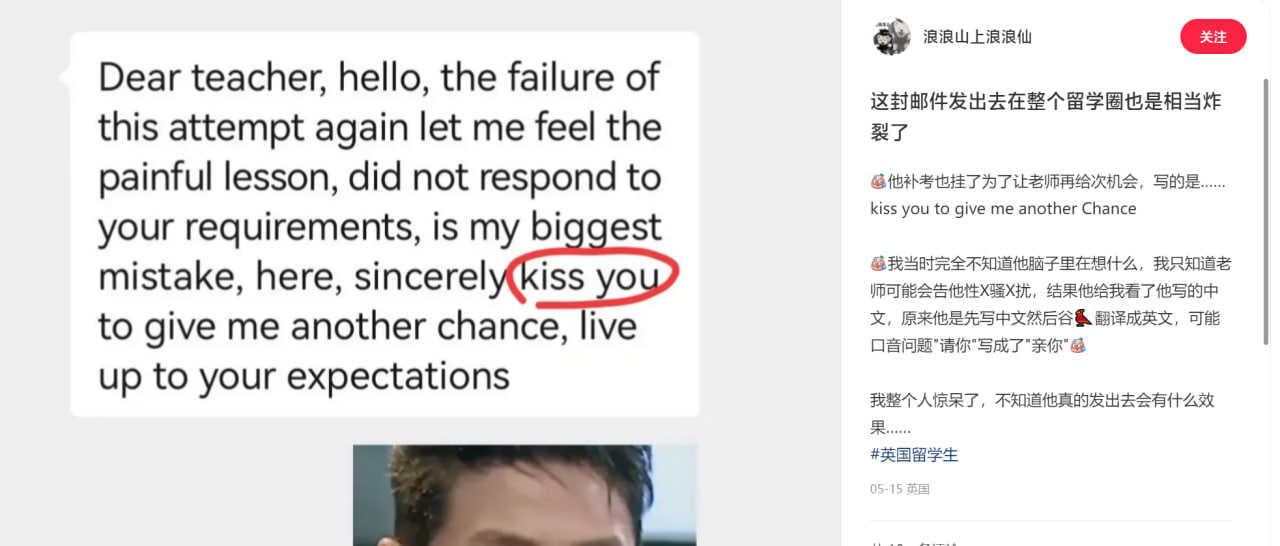 Dear teacher, hello, the failure of
this attempt again let me feel the
painful lesson, did not respond to
your requirements, is my biggest
mistake, here, sincerely kiss you
to give me another chance, live
up to your expectations
浪浪山上浪浪仙
关注
这封邮件发出去在整个留学圈也是相当炸
裂了
他补考也挂了为了让老师再给次机会，写的是……
kiss you to give me another Chance
我当时完全不知道他脑子里在想什么，我只知道老
师可能会告他性X骚X扰，结果他给我看了他写的中
文，原来他是先写中文然后谷🐦翻译成英文，可能
口音问题"请你"写成了"亲你"
我整个人惊呆了，不知道他真的发出去会有什么效
果……
#英国留学生
05-15 英国